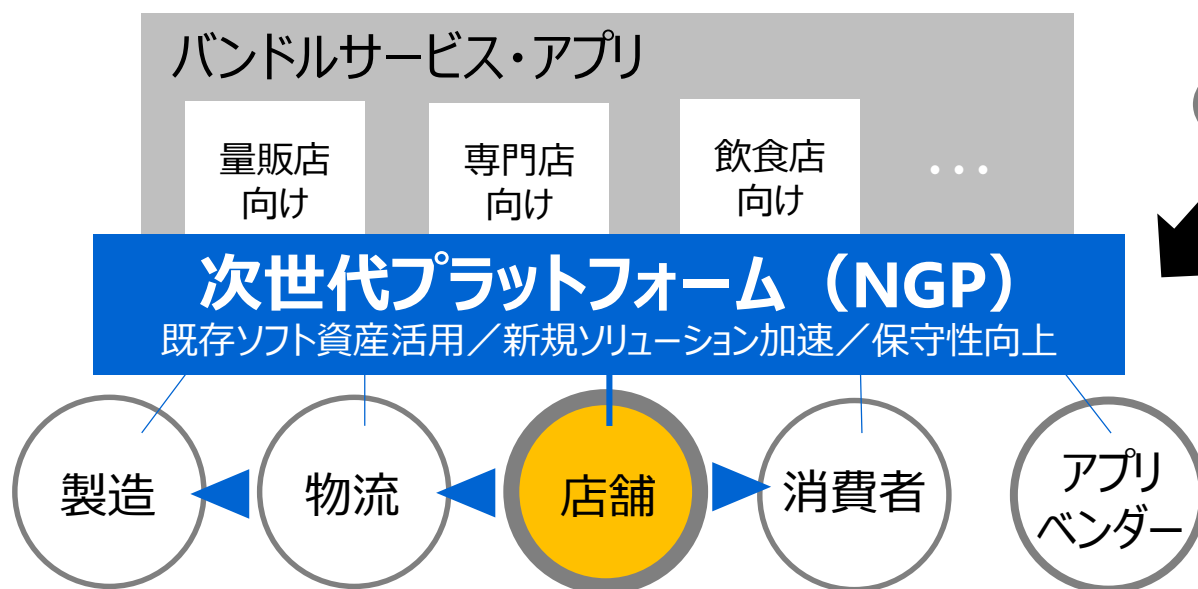 バンドルサービス・アプリ
量販店
向け
専門店
向け
飲食店
向け
・・・
次世代プラットフォーム（NGP）
既存ソフト資産活用／新規ソリューション加速／保守性向上
製造
物流
店舗
消費者
アプリ
ベンダー